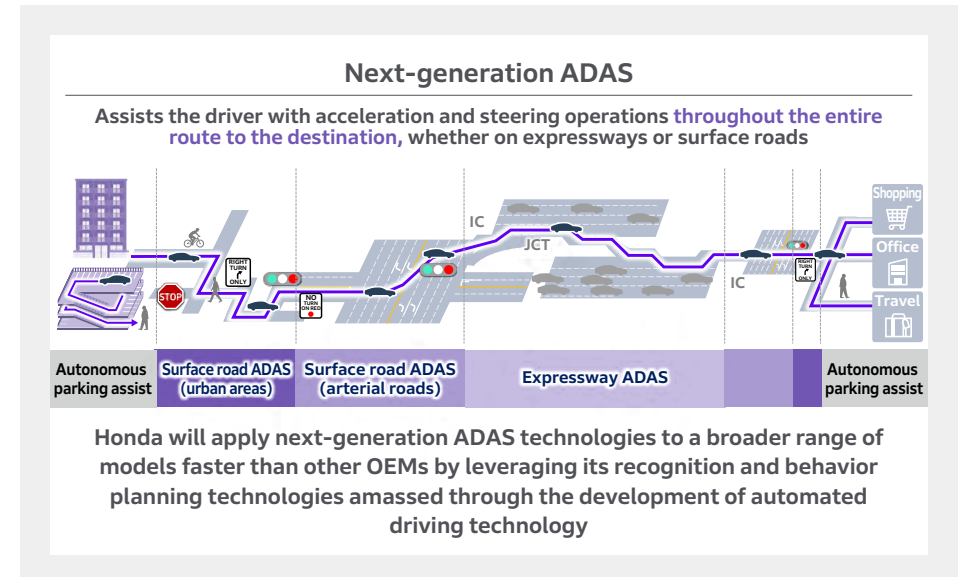 Next-generation ADAS
Assists the driver with acceleration and steering operations throughout the entire
route to the destination, whether on expressways or surface roads
Shopping
IC
JCT
Office
RIGHT
TURN
ONLY
RIGHT
TURN
ONLY
IC
STOP
NO
TURN
ON RED
Travel
Autonomous
parking assist
Surface road ADAS
(urban areas)
Surface road ADAS
(arterial roads)
Expressway ADAS
Autonomous
parking assist
Honda will apply next-generation ADAS technologies to a broader range of
models faster than other OEMs by leveraging its recognition and behavior
planning technologies amassed through the development of automated
driving technology